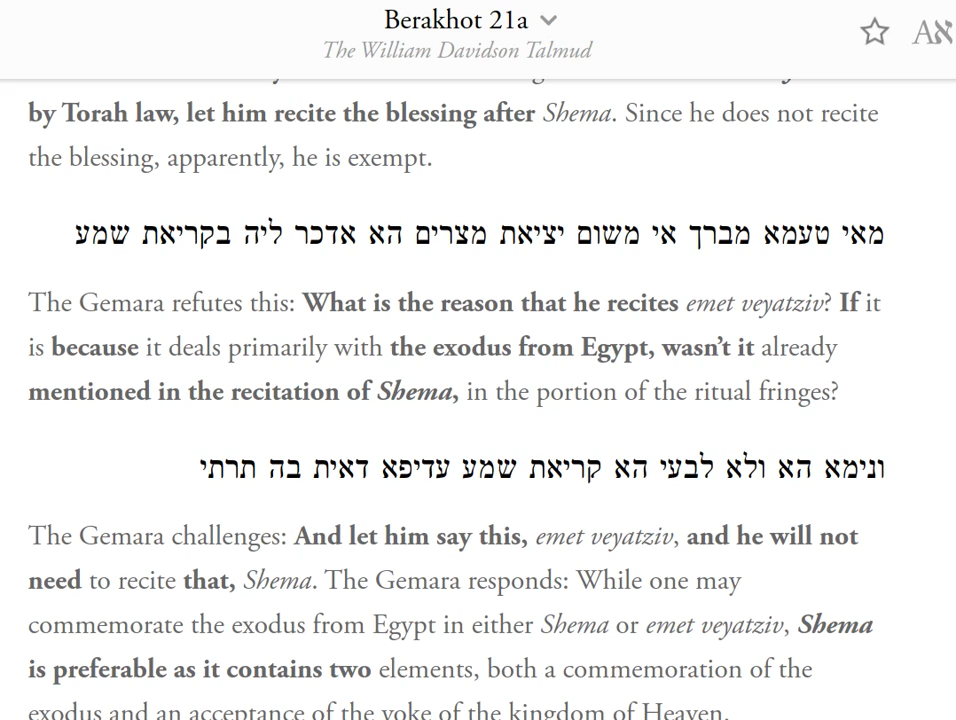 Berakhot 21a
The William Davidson Talmud
Aא
by Torah law, let him recite the blessing after Shema. Since he does not recite
the blessing, apparently, he is exempt.
מאי טעמא מברך אי משום יציאת מצרים הא אדכר ליה בקריאת שמע
The Gemara refutes this: What is the reason that he recites emet veyatziv? If it
is because it deals primarily with the exodus from Egypt, wasn’t it already
mentioned in the recitation of Shema, in the portion of the ritual fringes?
ונימא הא ולא לבעי הא קריאת שמע עדיפא דאית בה תרתי
The Gemara challenges: And let him say this, emet veyatziv, and he will not
need to recite that, Shema. The Gemara responds: While one may
commemorate the exodus from Egypt in either Shema or emet veyatziv, Shema
is preferable as it contains two elements, both a commemoration of the
exodus and an acceptance of the yoke of the kingdom of Heaven.